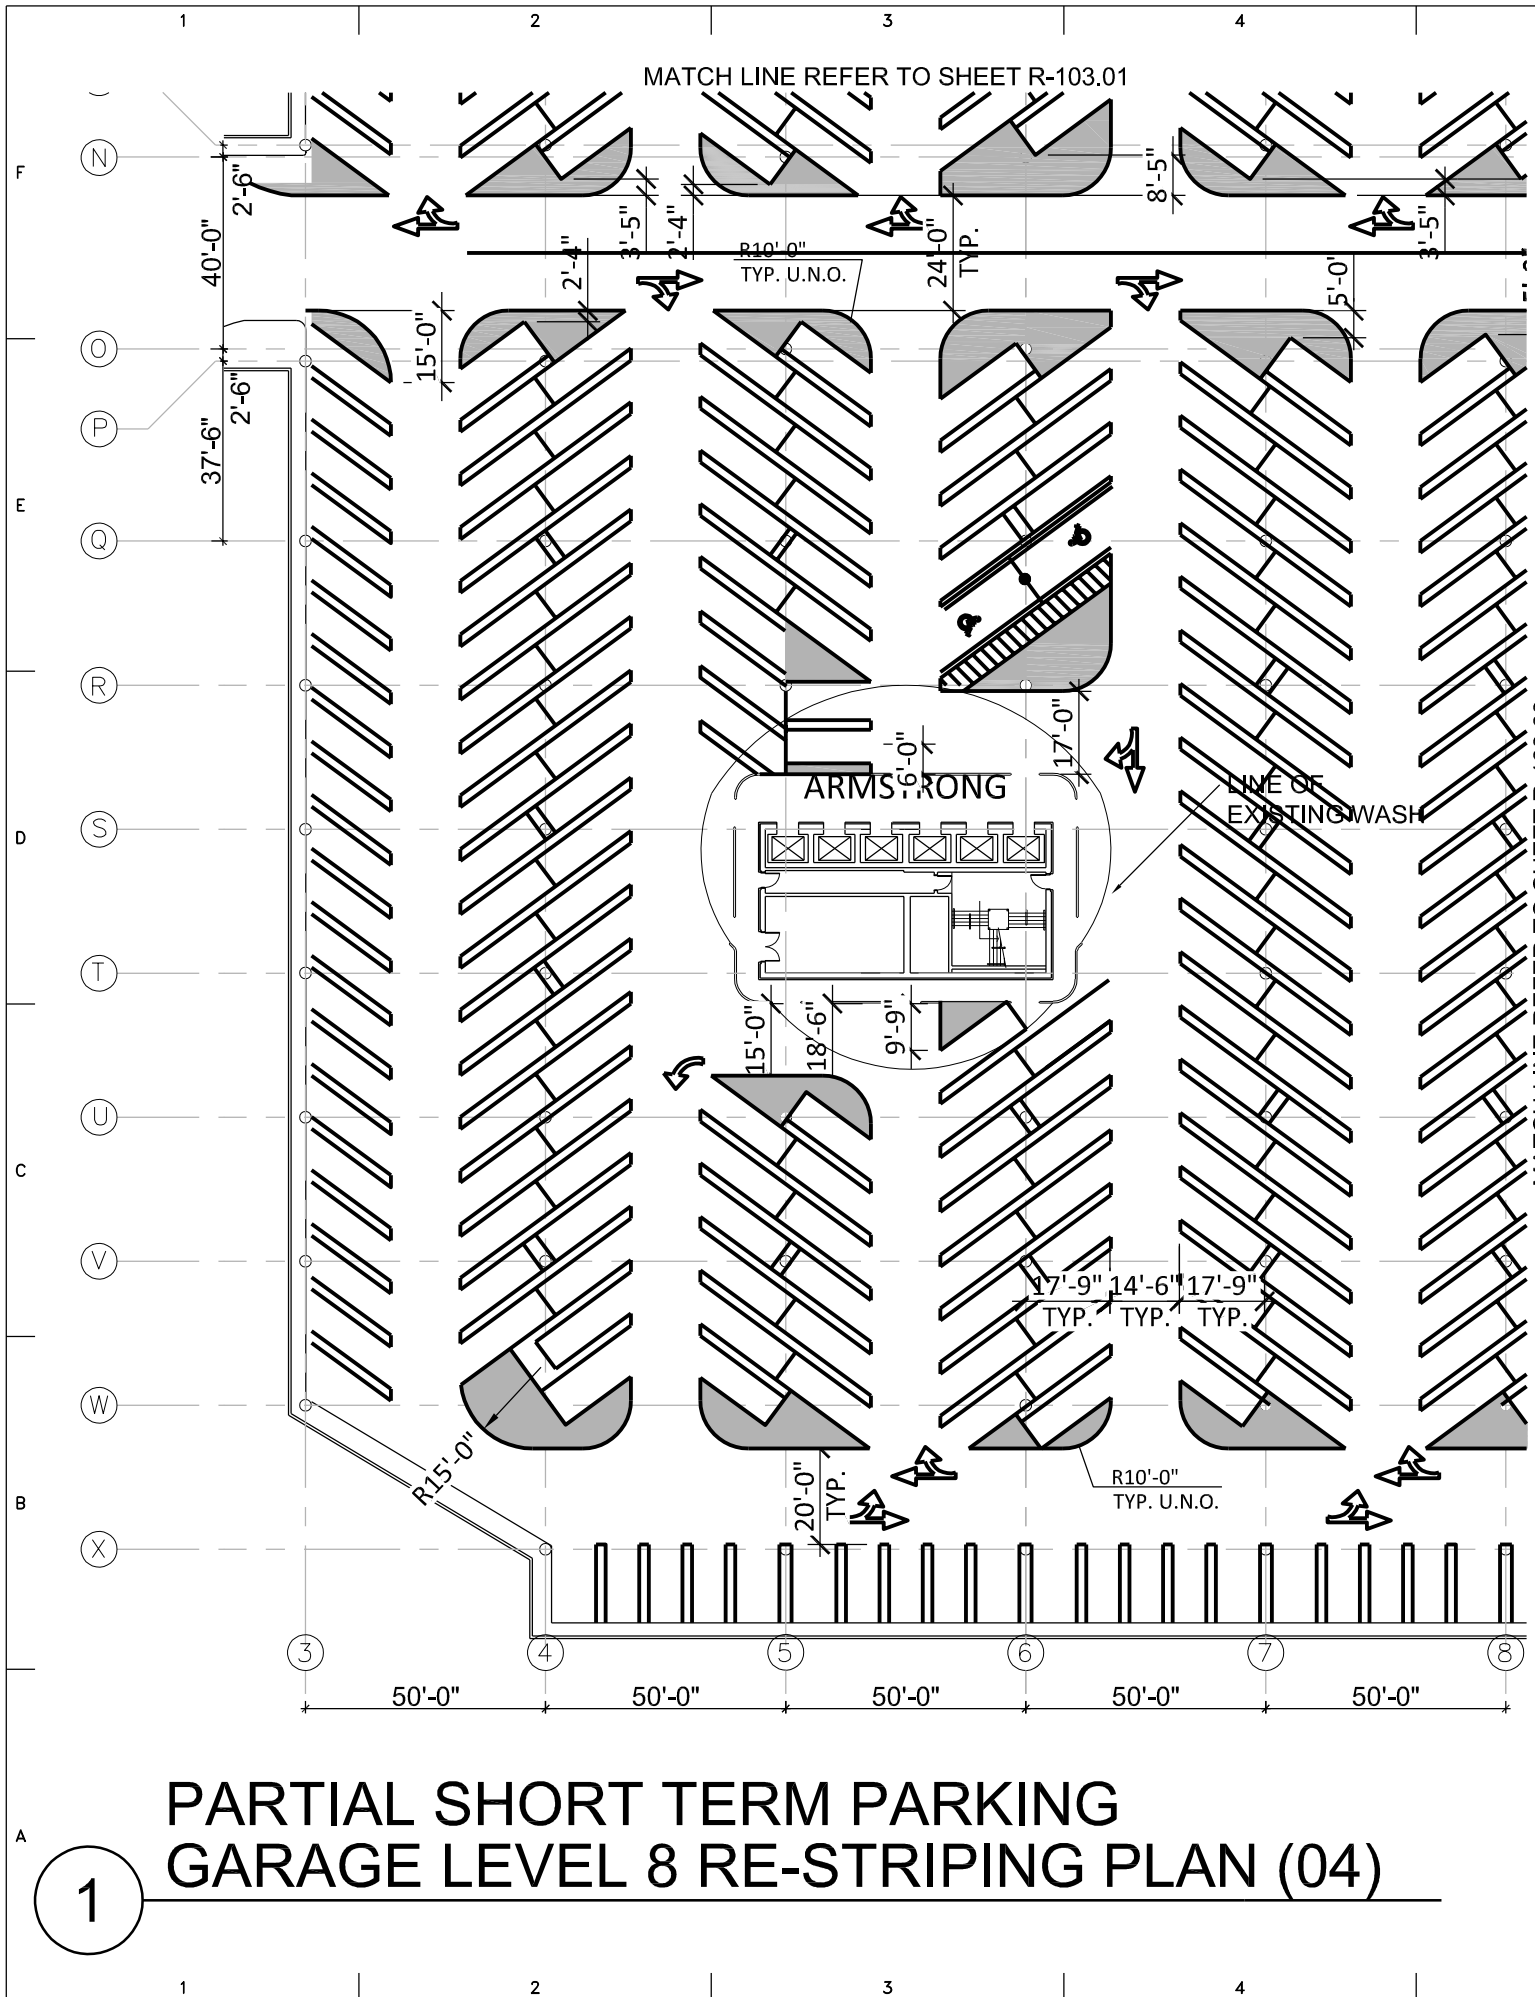 1 2 3 4
MATCH LINE REFER TO SHEET R-103.01
F
N
2'-6"
8'-5"
40'-0"
3'-5"
2'-4"
24'-0"
TYP.
3'-5"
2'-4"
R10'-0"
TYP. U.N.O.
5'-0"
15'-0"
O
2'-6"
P
37'-6"
E
Q
R
17'-0"
6'-0"
ARMSTRONG
LINE OF
EXISTING WASH
S
D
T
15'-0"
18'-6"
9'-9"
U
C
V
17'-9" 14'-6" 17'-9"
TYP. TYP. TYP.
W
R15'-0"
20'-0"
TYP.
R10'-0"
TYP. U.N.O.
B
X
3 4 5 6 7 8
50'-0" 50'-0" 50'-0" 50'-0" 50'-0"
PARTIAL SHORT TERM PARKING
A
GARAGE LEVEL 8 RE-STRIPING PLAN (04)
1
1 2 3 4